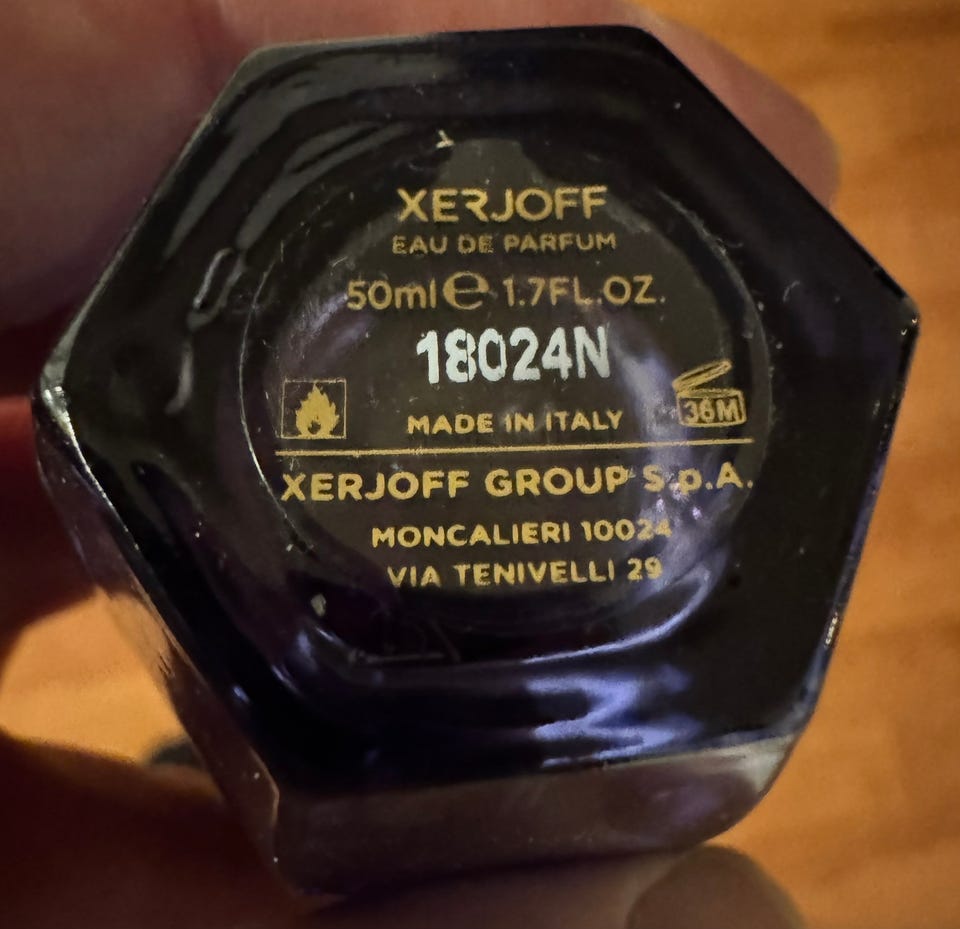 XERJOFF
EAU DE PARFUM
50ml ℮ 1.7FL.OZ.
18024N
36M
MADE IN ITALY
XERJOFF GROUP S.p.A.
MONCALIERI 10024
VIA TENIVELLI 29